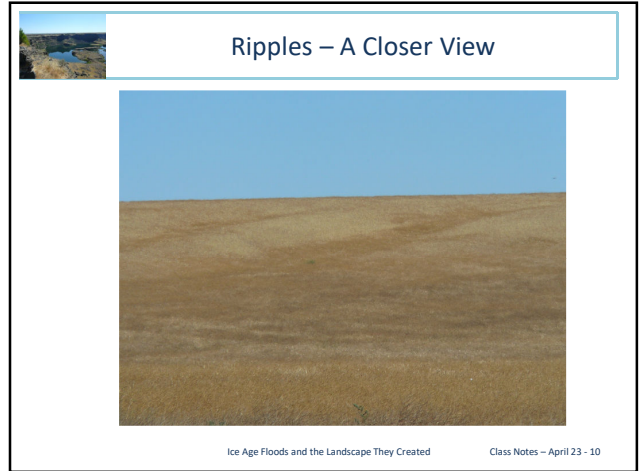 Ripples – A Closer View
Ice Age Floods and the Landscape They Created Class Notes – April 23 - 10